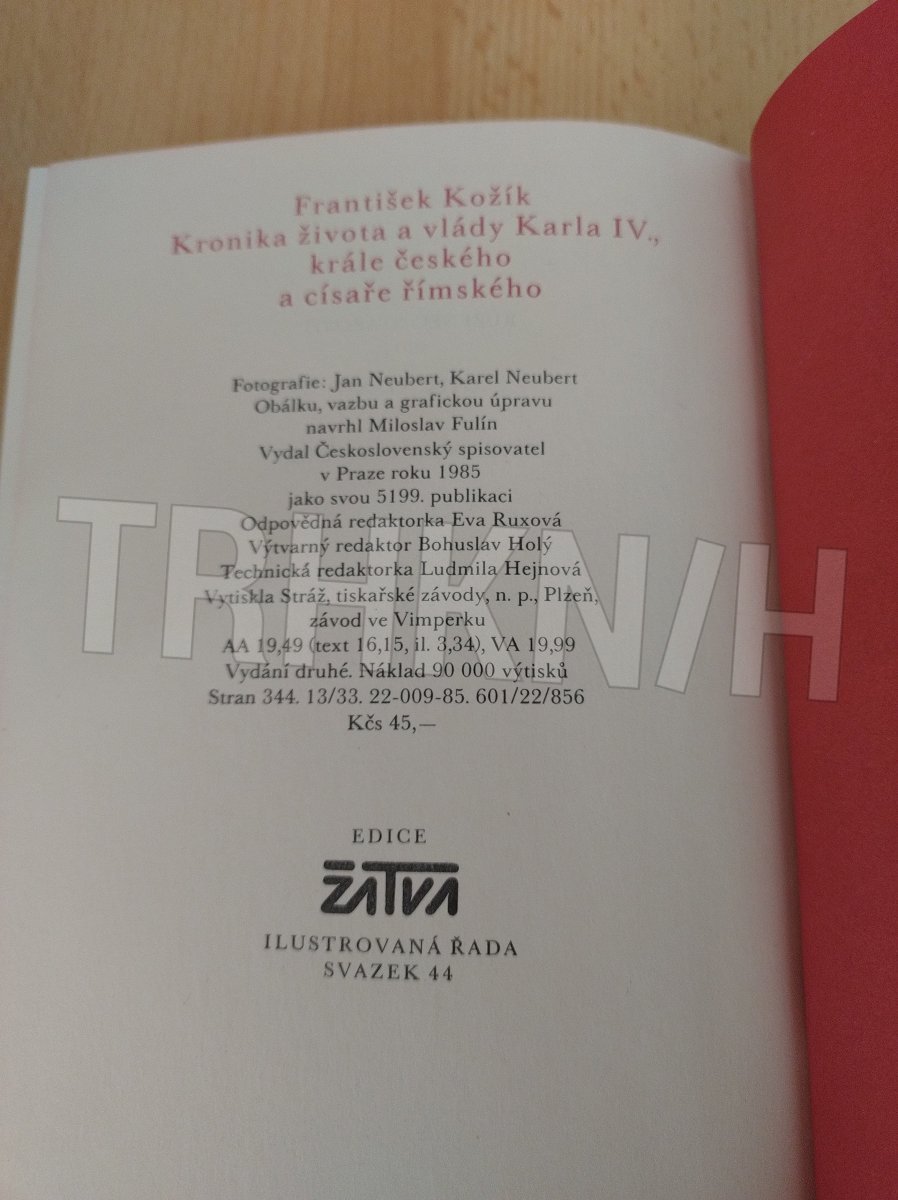 František Kožík
Kronika života a vlády Karla IV.,
krále českého
a císaře římského
Fotografie: Jan Neubert, Karel Neubert
Obálku, vazbu a grafickou úpravu
navrhl Miloslav Fulín
Vydal Československý spisovatel
v Praze roku 1985
jako svou 5199. publikaci
Odpovědná redaktorka Eva Ruxová
Výtvarný redaktor Bohuslav Holý
Technická redaktorka Ludmila Hejnová
Vytiskla Stráž, tiskařské závody, n. p., Plzeň,
závod ve Vimperku
AA 19,49 (text 16,15, il. 3,34), VA 19,99
Vydání druhé. Náklad 90 000 výtisků
Stran 344. 13/33. 22-009-85. 601/22/856
Kčs 45,—
TRHKNIH
EDICE
ŽATVA
ILUSTROVANÁ ŘADA
SVAZEK 44